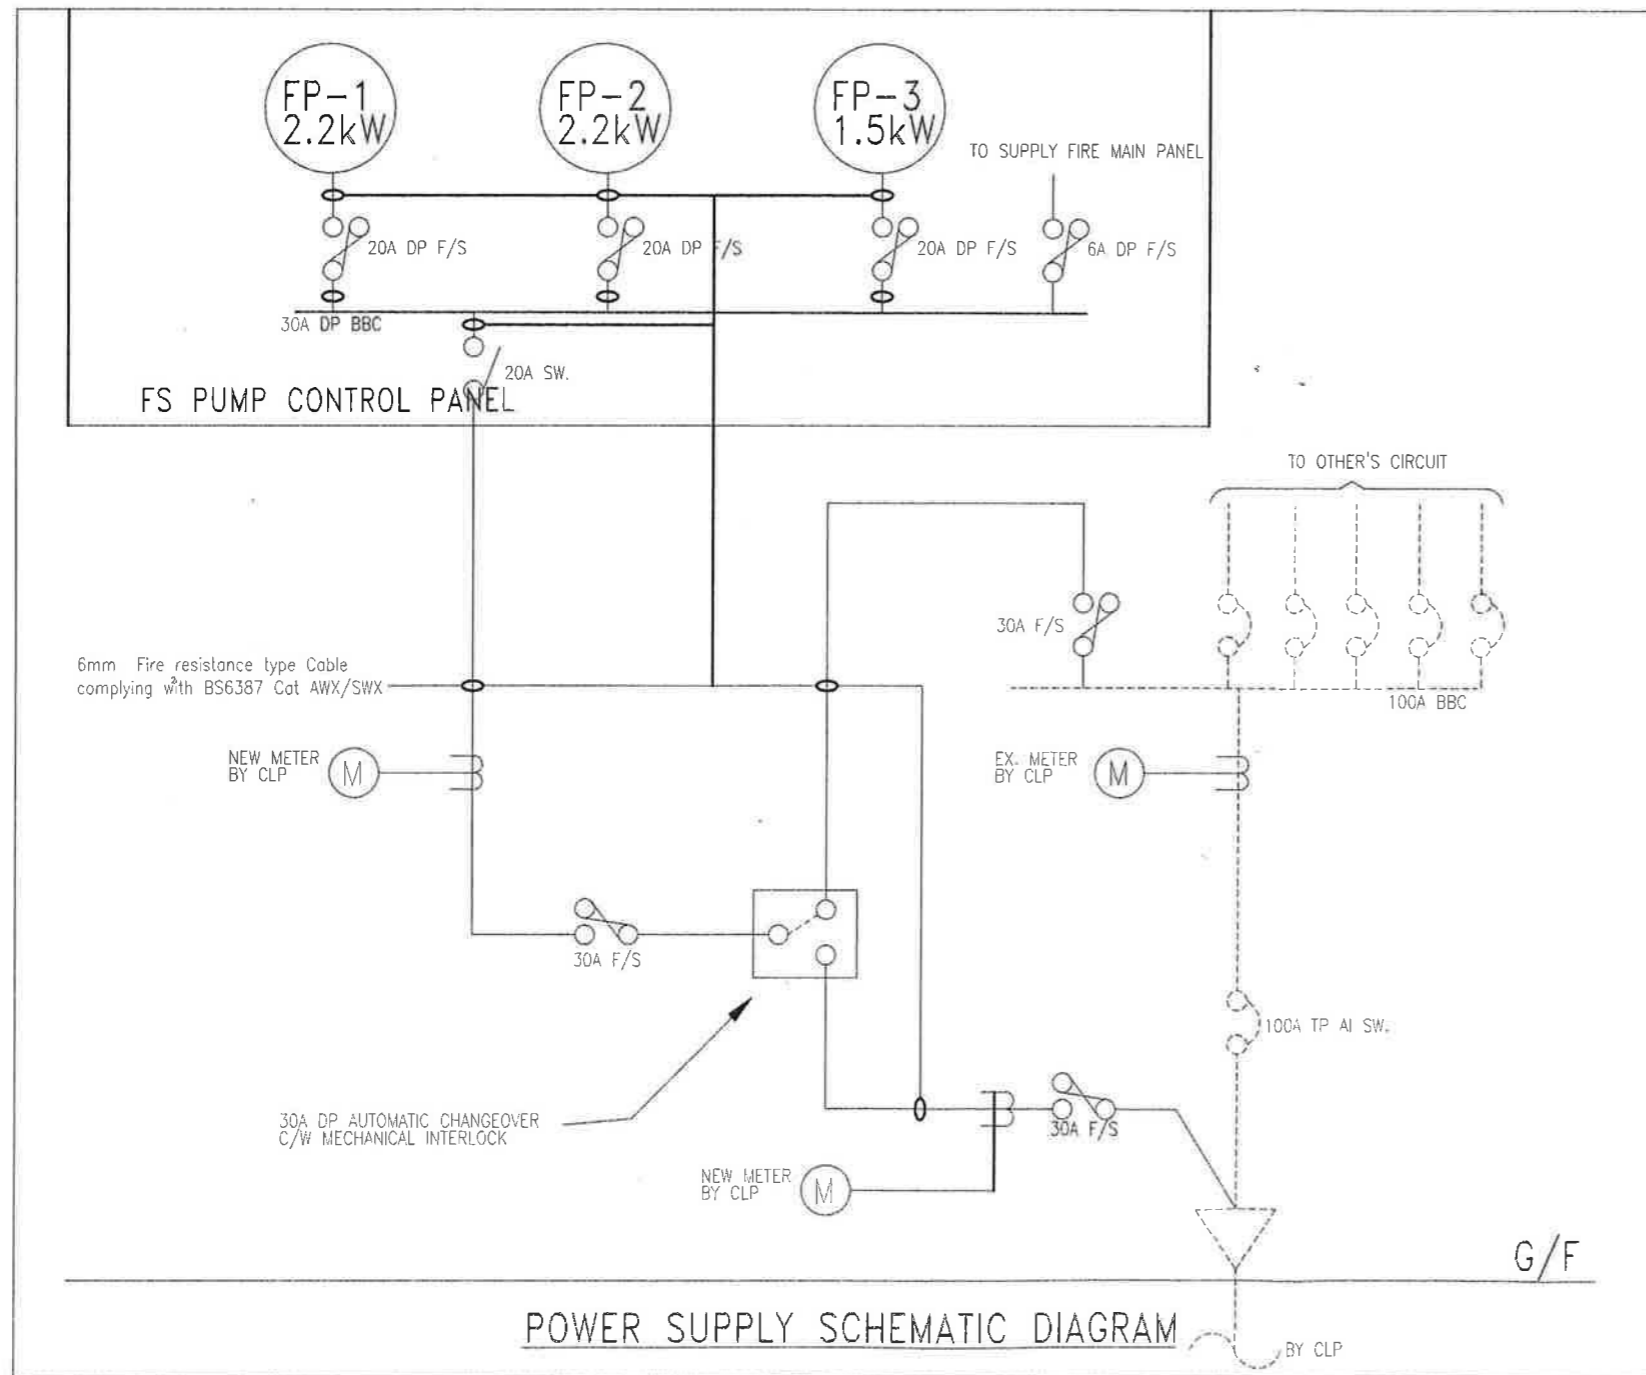 FP-1
2.2kW
FP-2
2.2kW
FP-3
1.5kW
TO SUPPLY FIRE MAIN PANEL
20A DP F/S
20A DP F/S
20A DP F/S
6A DP F/S
30A DP BBC
20A SW.
FS PUMP CONTROL PANEL
TO OTHER'S CIRCUIT
30A F/S
6mm² Fire resistance type Cable
complying with BS6387 Cat AWX/SWX
100A BBC
NEW METER
BY CLP
M
EX. METER
BY CLP
M
30A F/S
100A TP AI SW.
30A DP AUTOMATIC CHANGEOVER
C/W MECHANICAL INTERLOCK
30A F/S
NEW METER
BY CLP
M
G/F
POWER SUPPLY SCHEMATIC DIAGRAM
BY CLP